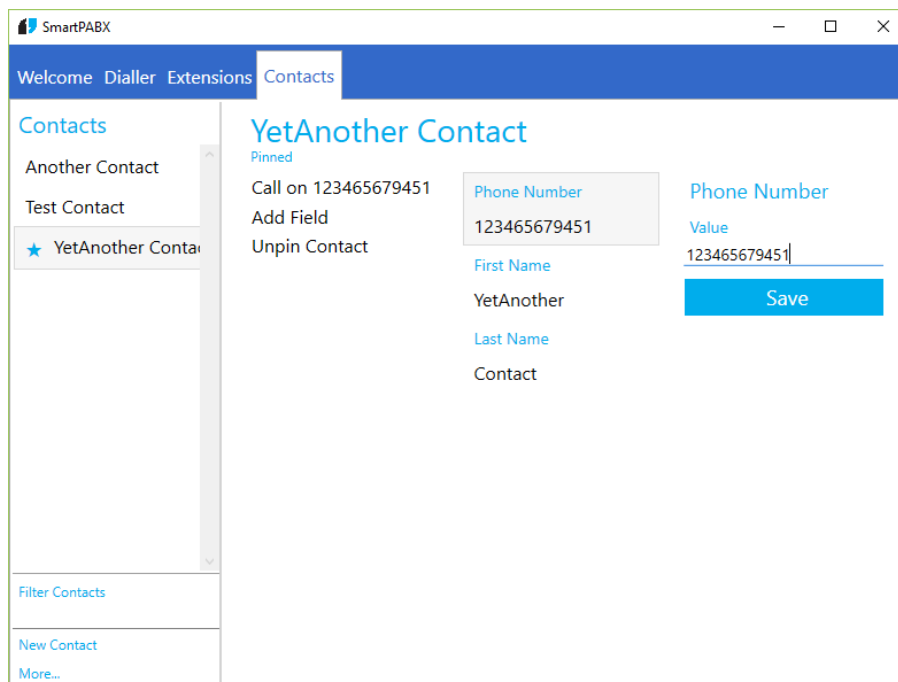 SmartPABX
Welcome Dialler Extensions Contacts
Contacts
Another Contact
Test Contact
★ YetAnother Conta
Filter Contacts
New Contact
More...
YetAnother Contact
Pinned
Call on 123465679451
Add Field
Unpin Contact
Phone Number
123465679451
First Name
YetAnother
Last Name
Contact
Phone Number
Value
123465679451
Save